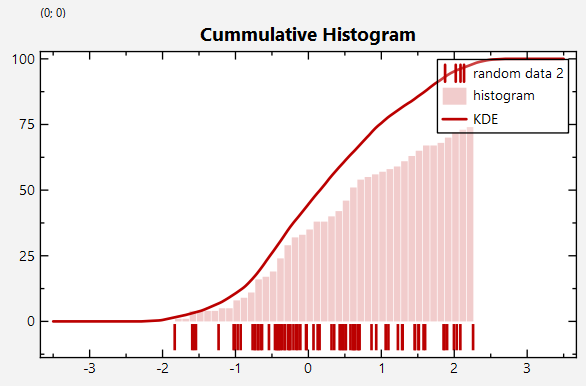 (0; 0)
Cummulative Histogram
100
75
50
25
0
random data 2
histogram
KDE
-3 -2 -1 0 1 2 3